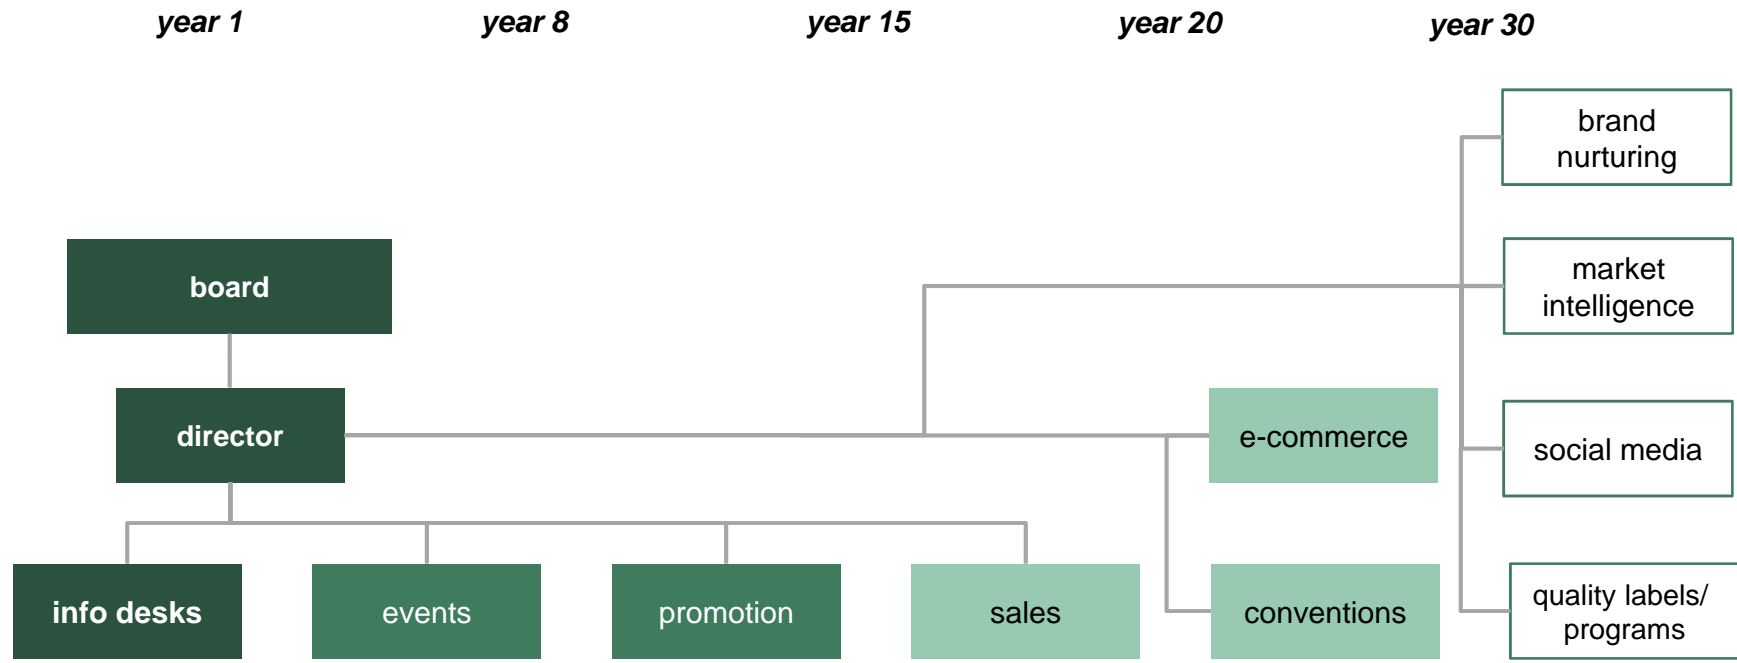 year 1
year 8
year 15
year 20
year 30
brand
nurturing
board
market
intelligence
director
e-commerce
social media
info desks
events
promotion
sales
conventions
quality labels/
programs